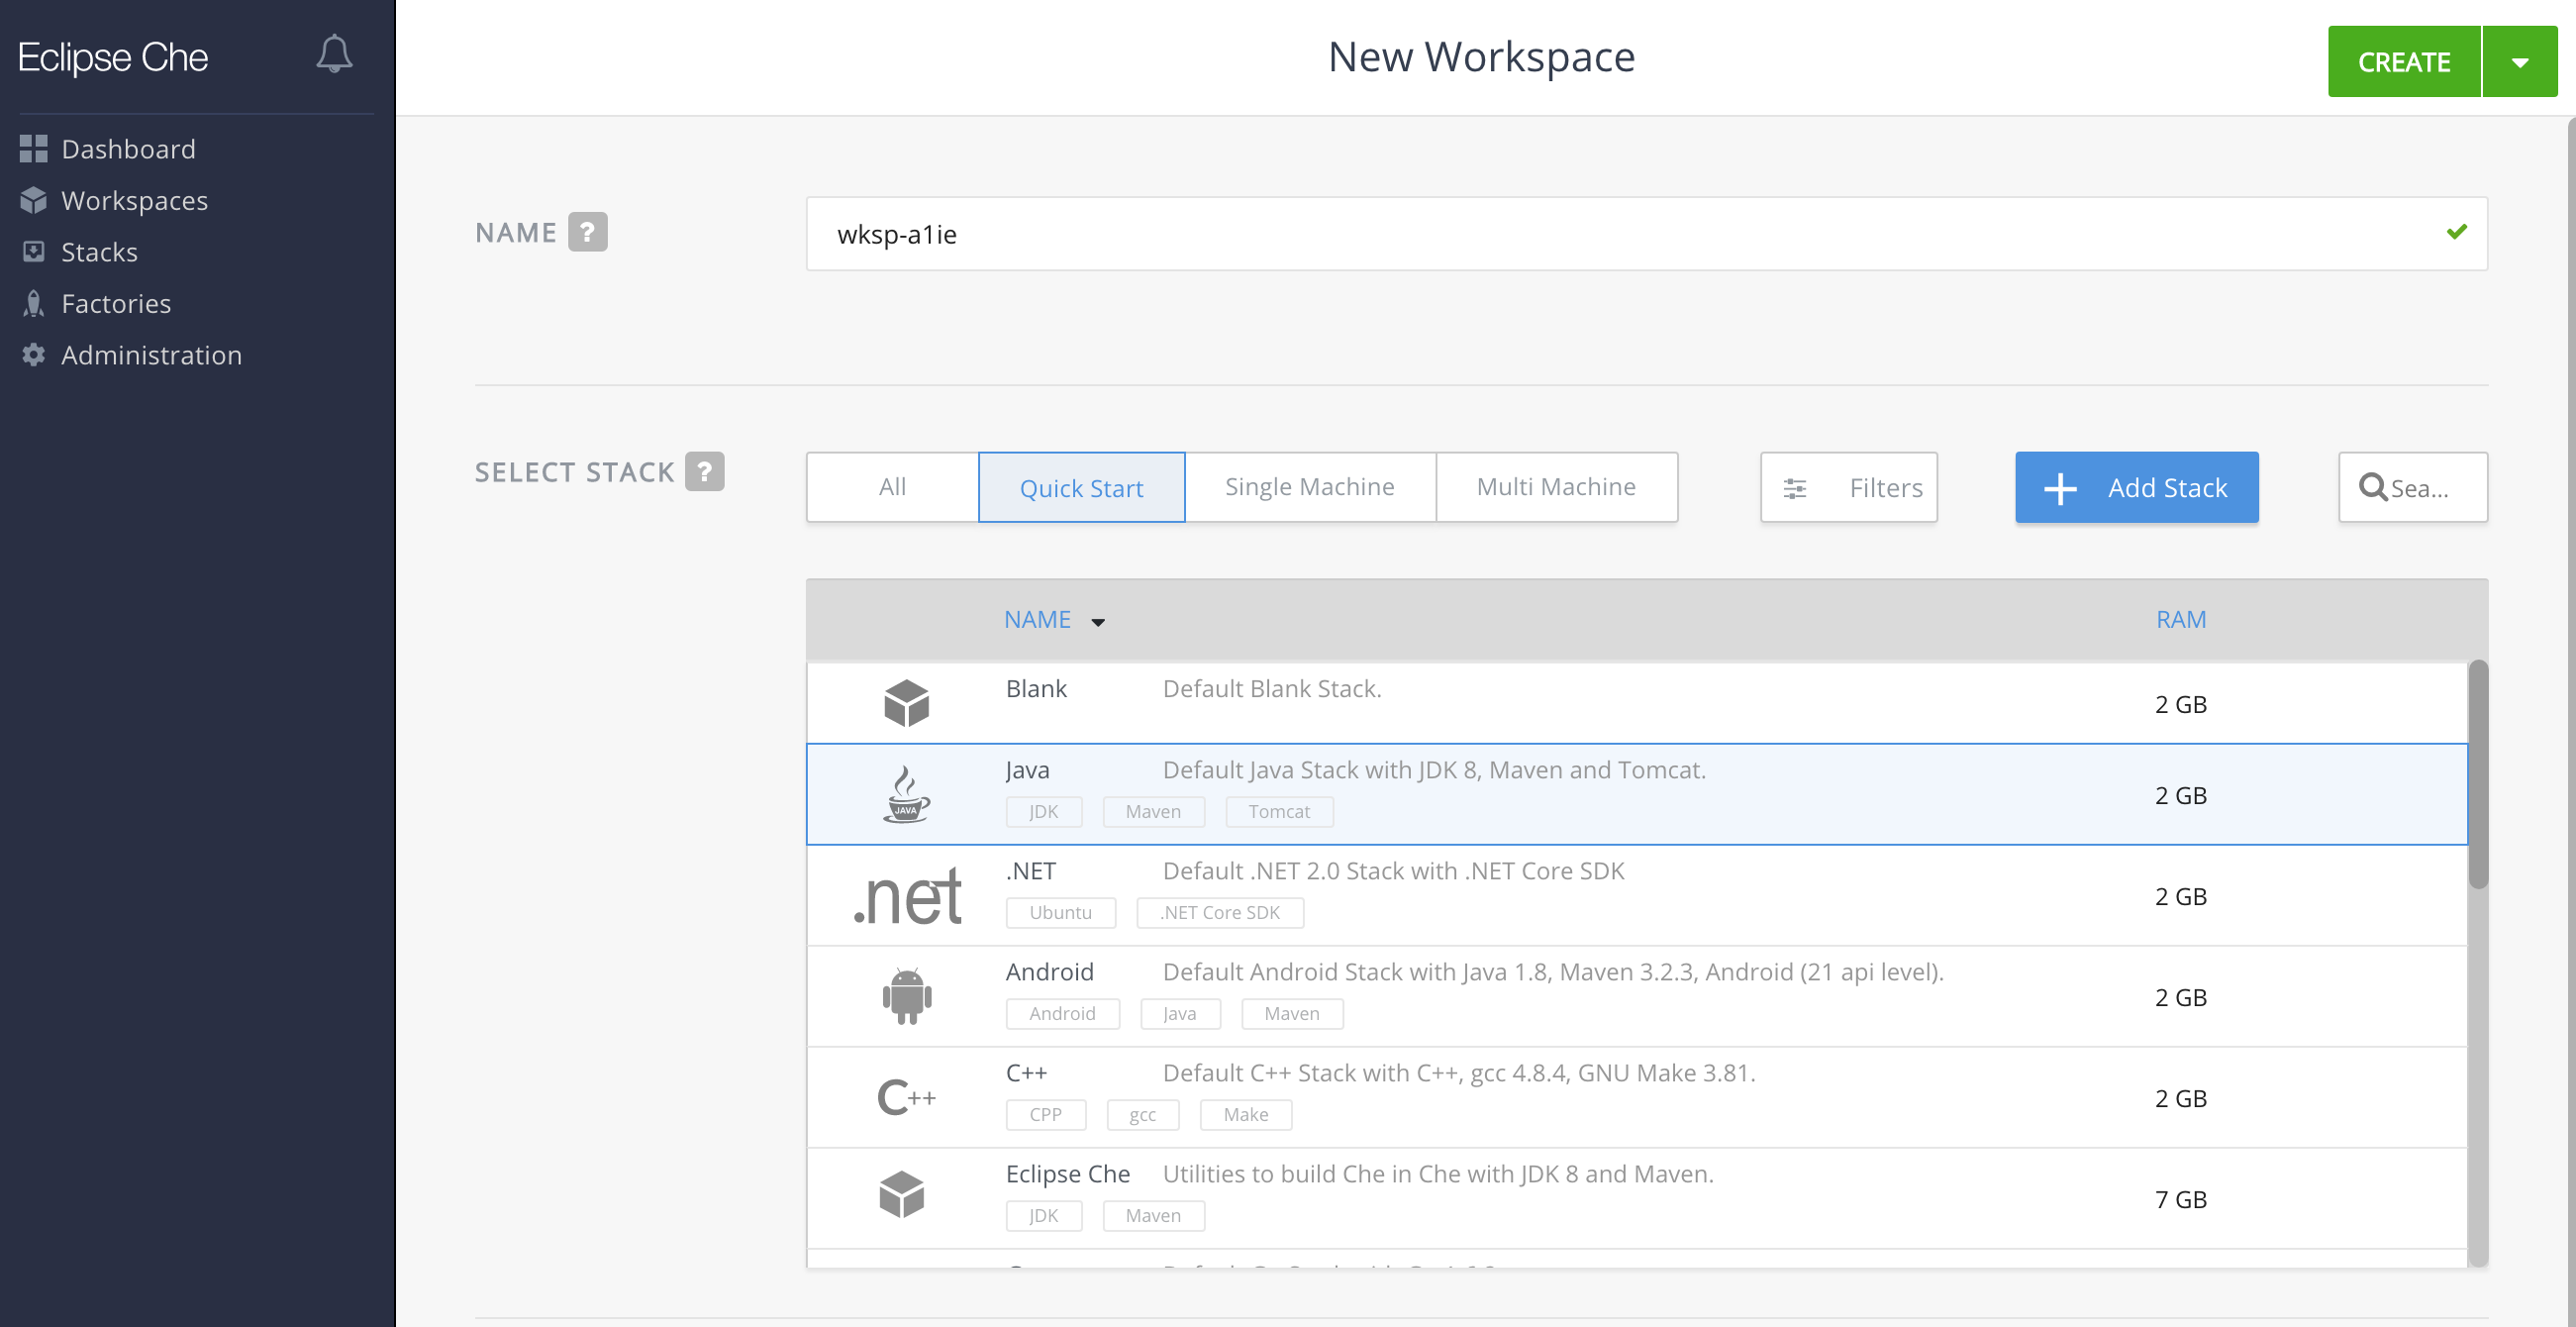 Eclipse Che
Dashboard
Workspaces
Stacks
Factories
Administration
New Workspace
CREATE
NAME ?
wksp-a1ie
SELECT STACK ?
All
Quick Start
Single Machine
Multi Machine
Filters
+ Add Stack
Sea...
NAME
RAM
Blank Default Blank Stack. 2 GB
JAVA
Java Default Java Stack with JDK 8, Maven and Tomcat. 2 GB
JDK Maven Tomcat
.net
.NET Default .NET 2.0 Stack with .NET Core SDK 2 GB
Ubuntu .NET Core SDK
Android Default Android Stack with Java 1.8, Maven 3.2.3, Android (21 api level). 2 GB
Android Java Maven
C++
C++ Default C++ Stack with C++, gcc 4.8.4, GNU Make 3.81. 2 GB
CPP gcc Make
Eclipse Che Utilities to build Che in Che with JDK 8 and Maven. 7 GB
JDK Maven